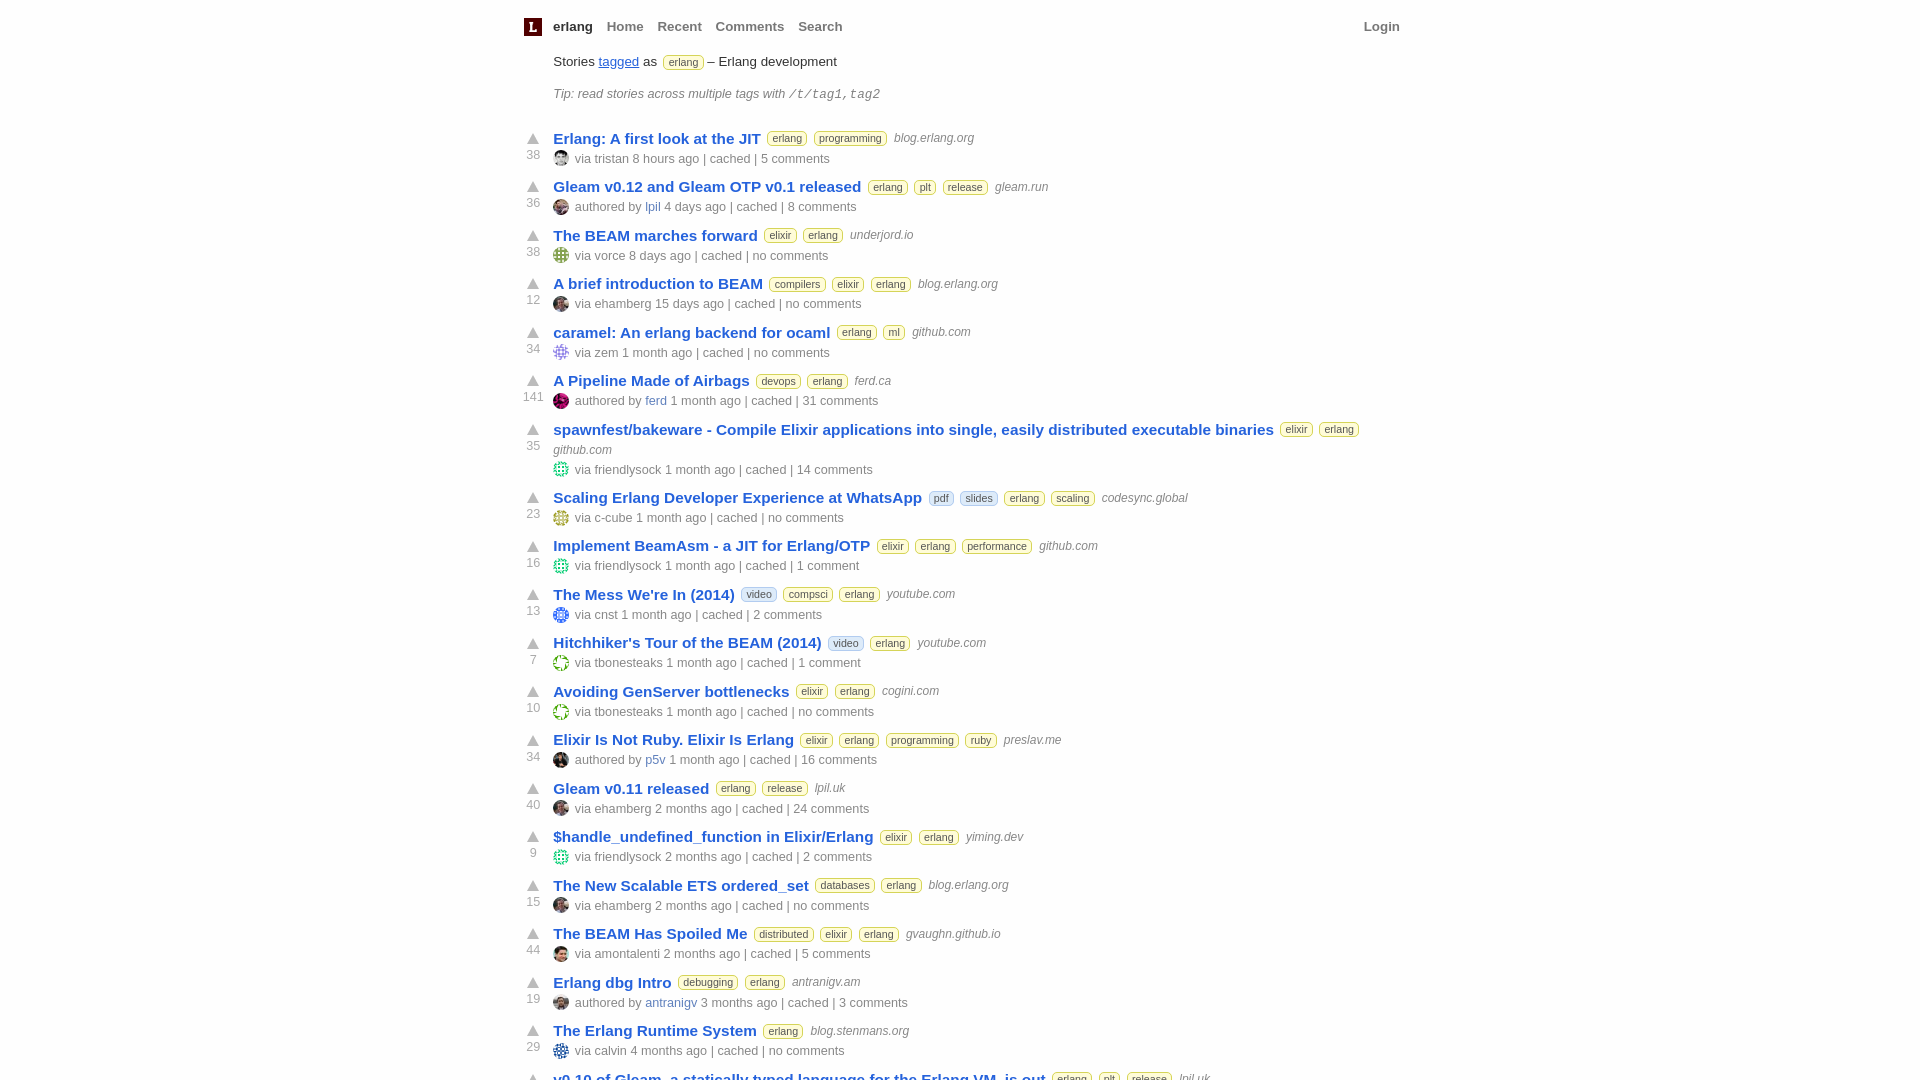 L erlang Home Recent Comments Search Login
Stories tagged as erlang – Erlang development
Tip: read stories across multiple tags with /t/tag1,tag2
Erlang: A first look at the JIT erlang programming blog.erlang.org
38 via tristan 8 hours ago | cached | 5 comments
Gleam v0.12 and Gleam OTP v0.1 released erlang plt release gleam.run
36 authored by lpil 4 days ago | cached | 8 comments
The BEAM marches forward elixir erlang underjord.io
38 via vorce 8 days ago | cached | no comments
A brief introduction to BEAM compilers elixir erlang blog.erlang.org
12 via ehamberg 15 days ago | cached | no comments
caramel: An erlang backend for ocaml erlang ml github.com
34 via zem 1 month ago | cached | no comments
A Pipeline Made of Airbags devops erlang ferd.ca
141 authored by ferd 1 month ago | cached | 31 comments
spawnfest/bakeware - Compile Elixir applications into single, easily distributed executable binaries elixir erlang
35 github.com
via friendlysock 1 month ago | cached | 14 comments
Scaling Erlang Developer Experience at WhatsApp pdf slides erlang scaling codesync.global
23 via c-cube 1 month ago | cached | no comments
Implement BeamAsm - a JIT for Erlang/OTP elixir erlang performance github.com
16 via friendlysock 1 month ago | cached | 1 comment
The Mess We're In (2014) video compsci erlang youtube.com
13 via cnst 1 month ago | cached | 2 comments
Hitchhiker's Tour of the BEAM (2014) video erlang youtube.com
7 via tbonesteaks 1 month ago | cached | 1 comment
Avoiding GenServer bottlenecks elixir erlang cogini.com
10 via tbonesteaks 1 month ago | cached | no comments
Elixir Is Not Ruby. Elixir Is Erlang elixir erlang programming ruby preslav.me
34 authored by p5v 1 month ago | cached | 16 comments
Gleam v0.11 released erlang release lpil.uk
40 via ehamberg 2 months ago | cached | 24 comments
$handle_undefined_function in Elixir/Erlang elixir erlang yiming.dev
9 via friendlysock 2 months ago | cached | 2 comments
The New Scalable ETS ordered_set databases erlang blog.erlang.org
15 via ehamberg 2 months ago | cached | no comments
The BEAM Has Spoiled Me distributed elixir erlang gvaughn.github.io
44 via amontalenti 2 months ago | cached | 5 comments
Erlang dbg Intro debugging erlang antranigv.am
19 authored by antranigv 3 months ago | cached | 3 comments
The Erlang Runtime System erlang blog.stenmans.org
29 via calvin 4 months ago | cached | no comments
v0.10 of Gleam, a statically typed language for the Erlang VM, is out erlang plt release lpil.uk